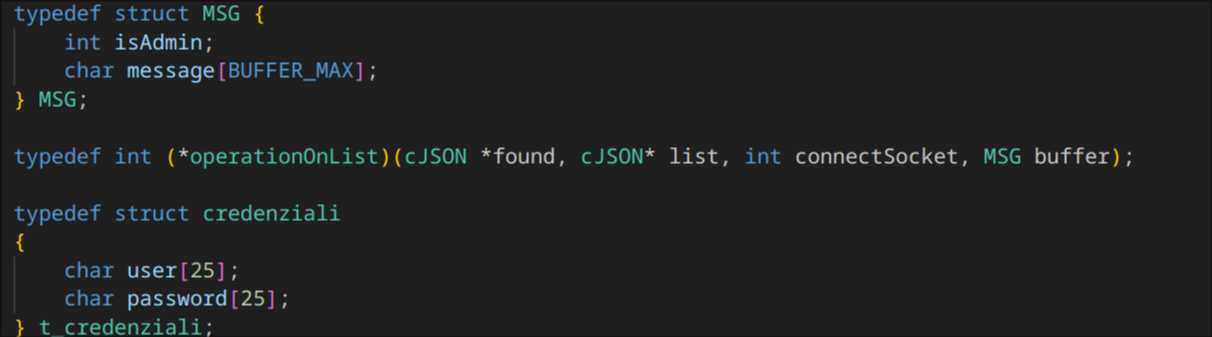 typedef struct MSG {
    int isAdmin;
    char message[BUFFER_MAX];
} MSG;

typedef int (*operationOnList)(cJSON *found, cJSON* list, int connectSocket, MSG buffer);

typedef struct credenziali
{
    char user[25];
    char password[25];
} t_credenziali;